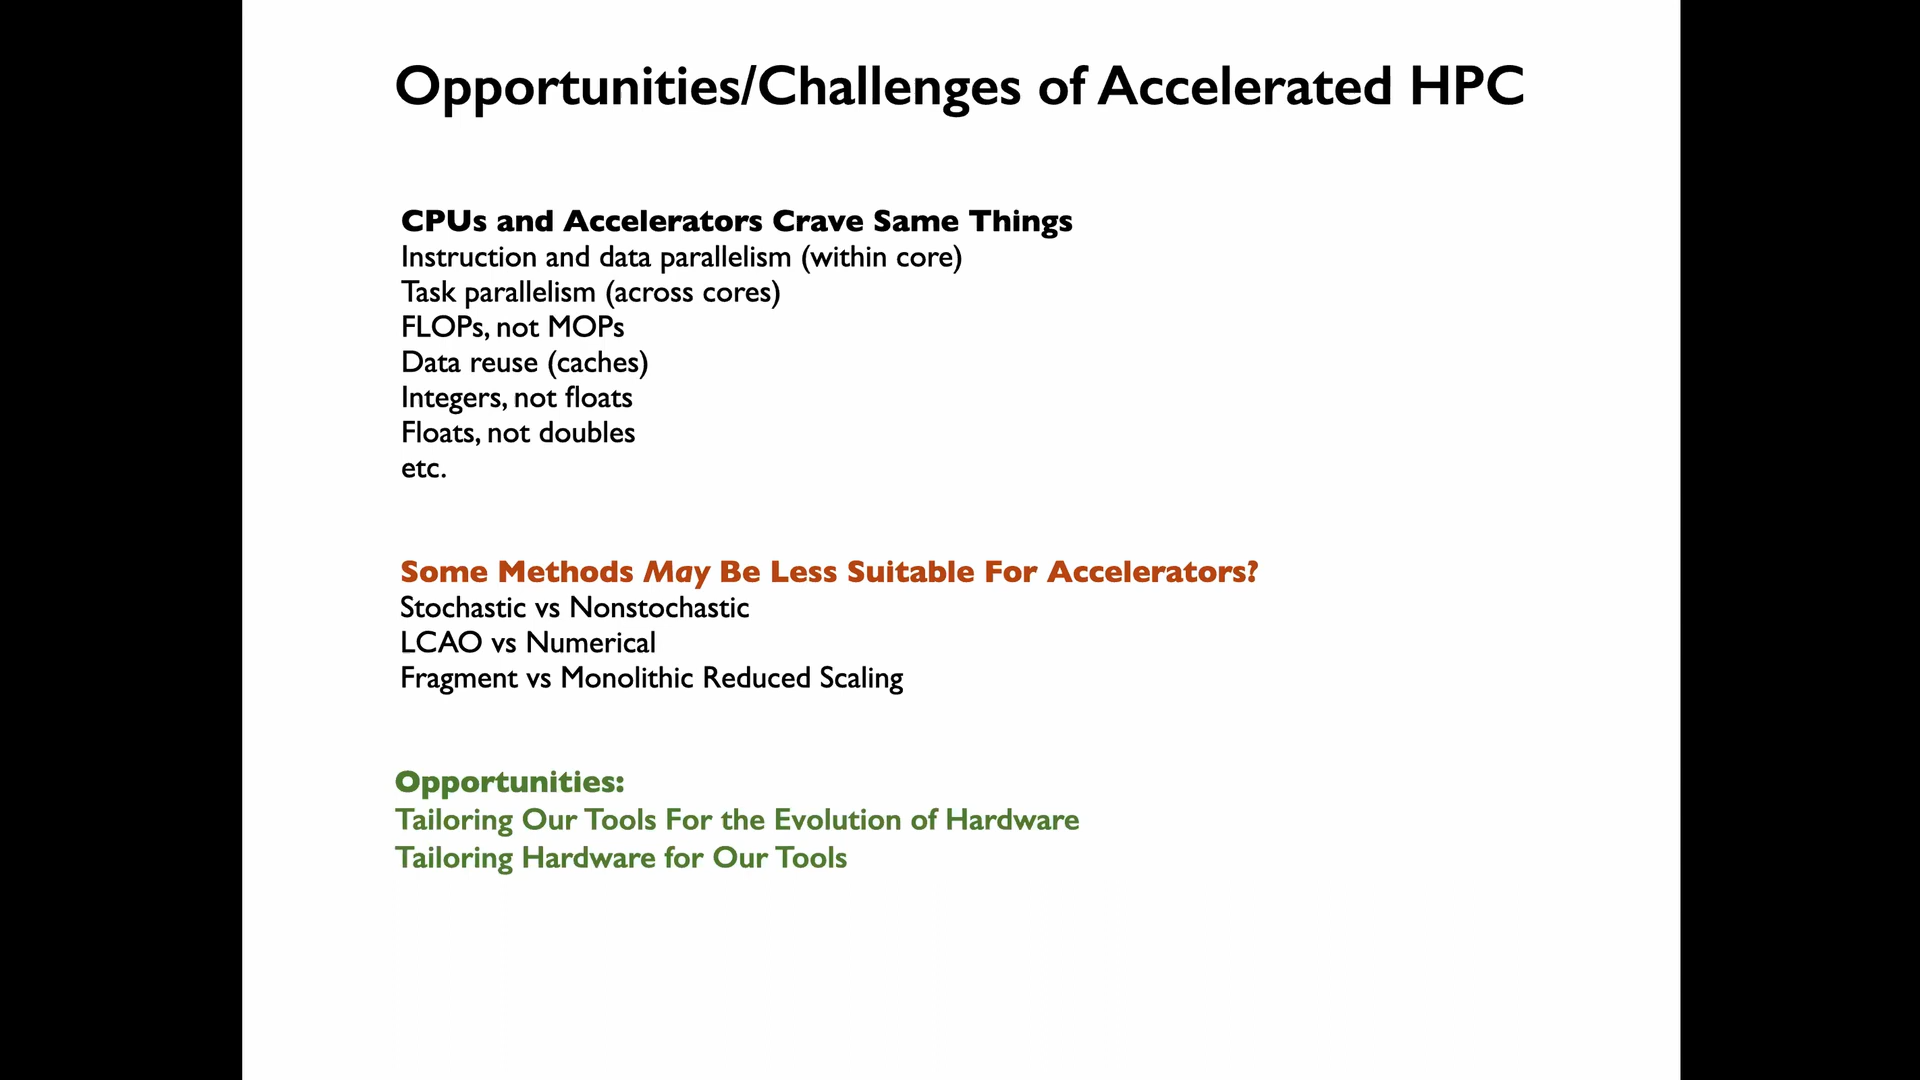 Opportunities/Challenges of Accelerated HPC
CPUs and Accelerators Crave Same Things
Instruction and data parallelism (within core)
Task parallelism (across cores)
FLOPs, not MOPs
Data reuse (caches)
Integers, not floats
Floats, not doubles
etc.
Some Methods May Be Less Suitable For Accelerators?
Stochastic vs Nonstochastic
LCAO vs Numerical
Fragment vs Monolithic Reduced Scaling
Opportunities:
Tailoring Our Tools For the Evolution of Hardware
Tailoring Hardware for Our Tools